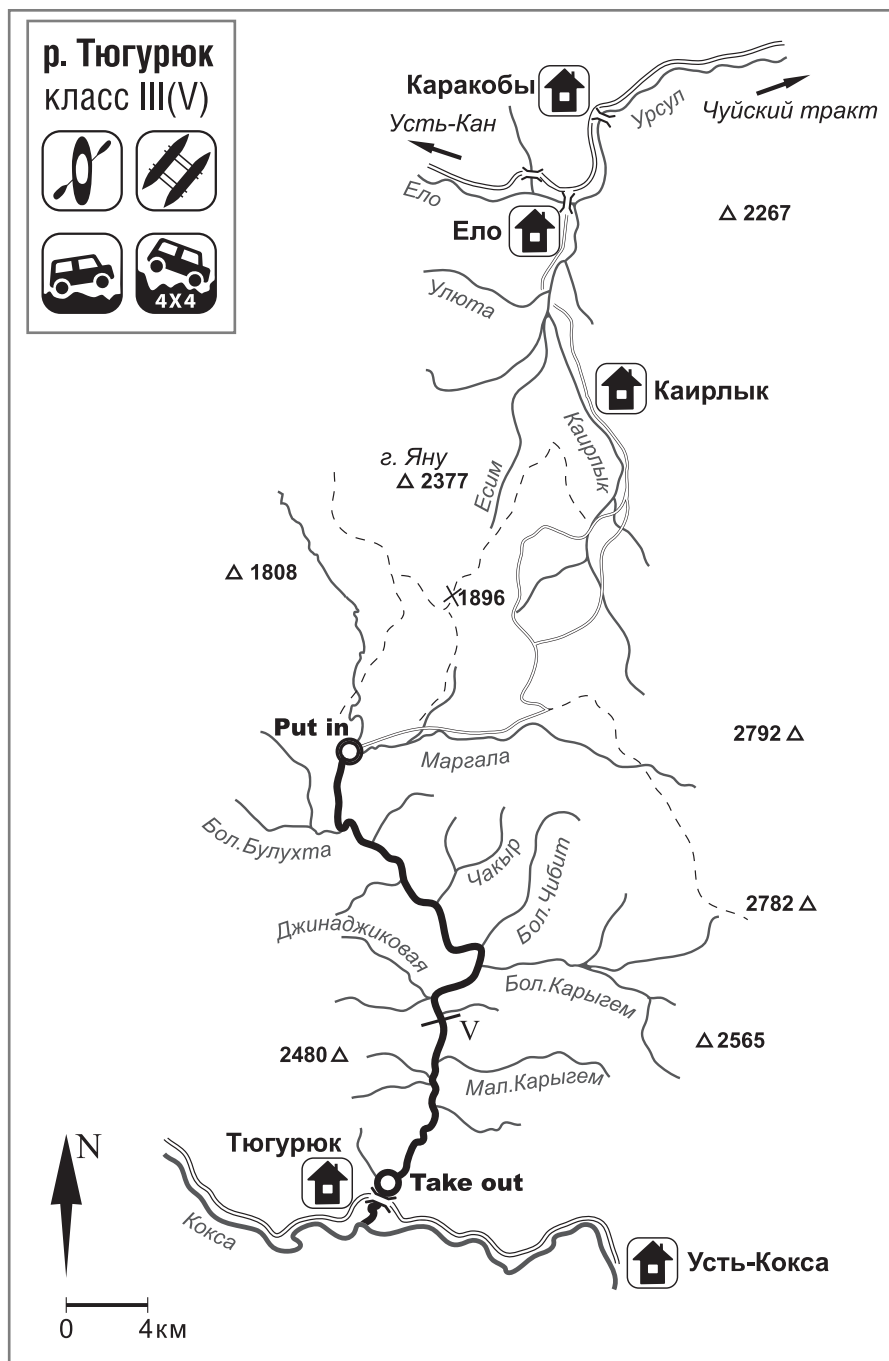 р. Тюгурюк
класс III(V)
4X4
Каракобы
Усть-Кан
Урсул
Чуйский тракт
Ело
Ело
△ 2267
Улюта
Каирлык
Каирлык
г. Яну
△ 2377
Есим
△ 1808
1896
Put in
Маргала
2792 △
Бол.Булухта
Чакыр
Бол. Чибит
2782 △
Джинаджиковая
Бол.Карыгем
V
△ 2565
2480 △
Мал.Карыгем
N
Тюгурюк
Take out
Кокса
Усть-Кокса
0 4км